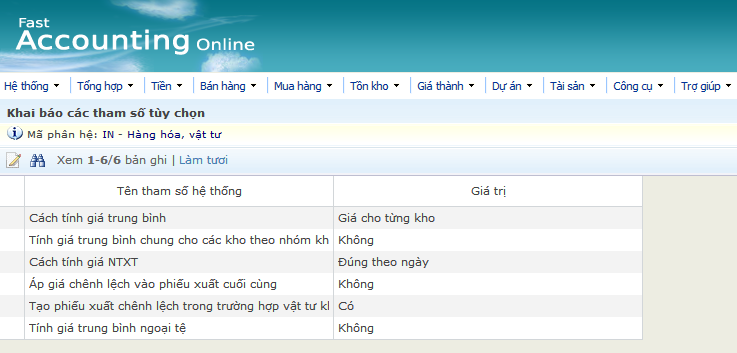 Fast
Accounting Online
Hệ thống Tổng hợp Tiền Bán hàng Mua hàng Tồn kho Giá thành Dự án Tài sản Công cụ Trợ giúp
Khai báo các tham số tùy chọn
Mã phân hệ: IN - Hàng hóa, vật tư
Xem 1-6/6 bản ghi | Làm tươi
Tên tham số hệ thống Giá trị
Cách tính giá trung bình Giá cho từng kho
Tính giá trung bình chung cho các kho theo nhóm kh Không
Cách tính giá NTXT Đúng theo ngày
Áp giá chênh lệch vào phiếu xuất cuối cùng Không
Tạo phiếu xuất chênh lệch trong trường hợp vật tư kl Có
Tính giá trung bình ngoại tệ Không